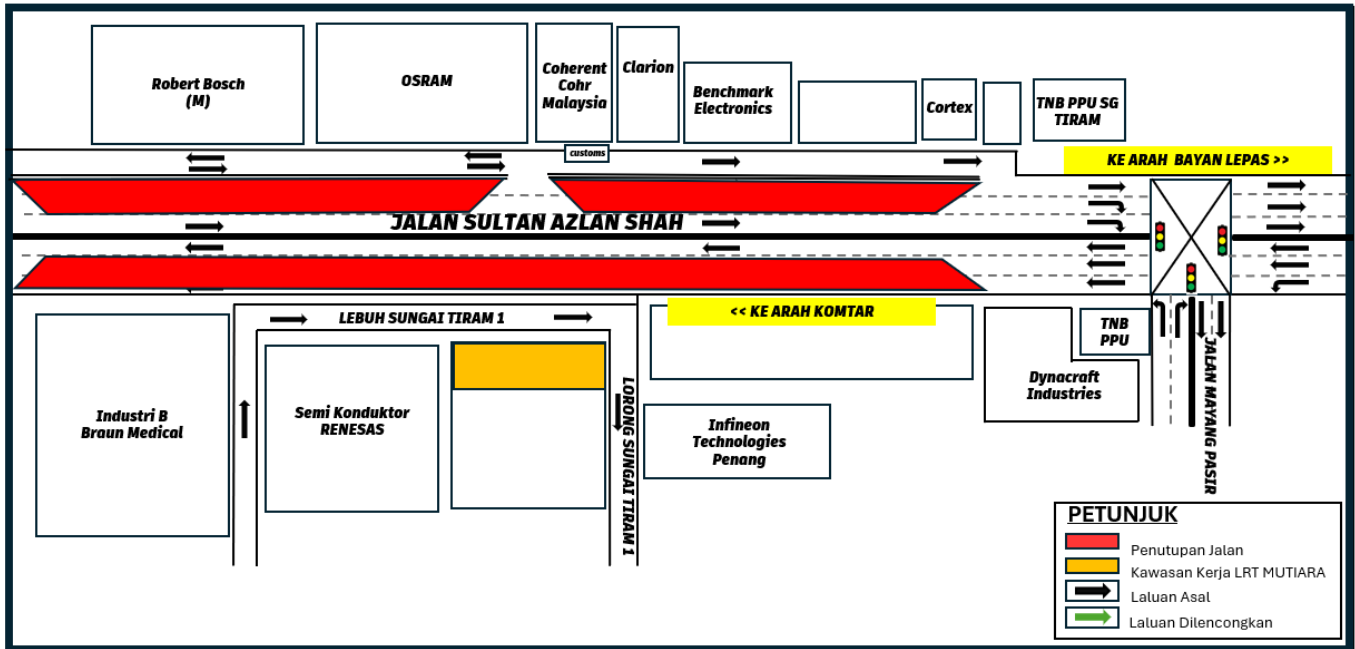 Robert Bosch
(M)
OSRAM
Coherent
Cohr
Malaysia
Clarion
Benchmark
Electronics
Cortex
TNB PPU SG
TIRAM
customs
KE ARAH BAYAN LEPAS >>
JALAN SULTAN AZLAN SHAH
LEBUH SUNGAI TIRAM 1
<< KE ARAH KOMTAR
TNB
PPU
Industri B
Braun Medical
Semi Konduktor
RENESAS
LORONG SUNGAI TIRAM 1
Infineon
Technologies
Penang
Dynacraft
Industries
JALAN MAYANG PASIR
PETUNJUK
Penutupan Jalan
Kawasan Kerja LRT MUTIARA
Laluan Asal
Laluan Dilencongkan